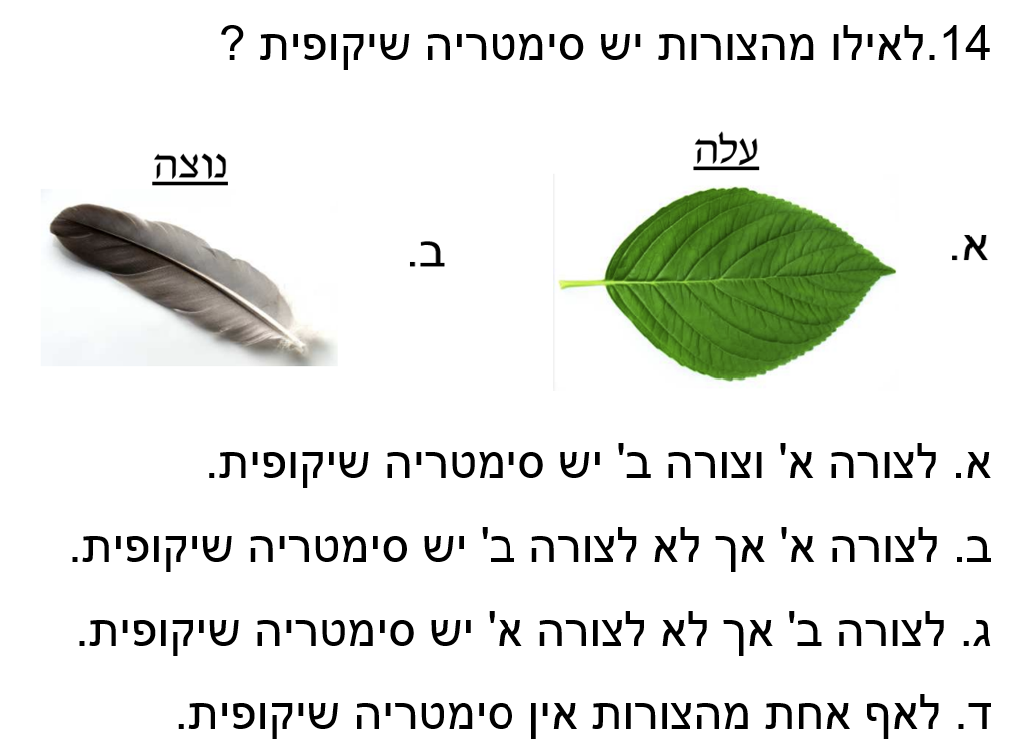 14.לאילו מהצורות יש סימטריה שיקופית ?
עלה
נוצה
א.
ב.
א. לצורה א' וצורה ב' יש סימטריה שיקופית.
ב. לצורה א' אך לא לצורה ב' יש סימטריה שיקופית.
ג. לצורה ב' אך לא לצורה א' יש סימטריה שיקופית.
ד. לאף אחת מהצורות אין סימטריה שיקופית.